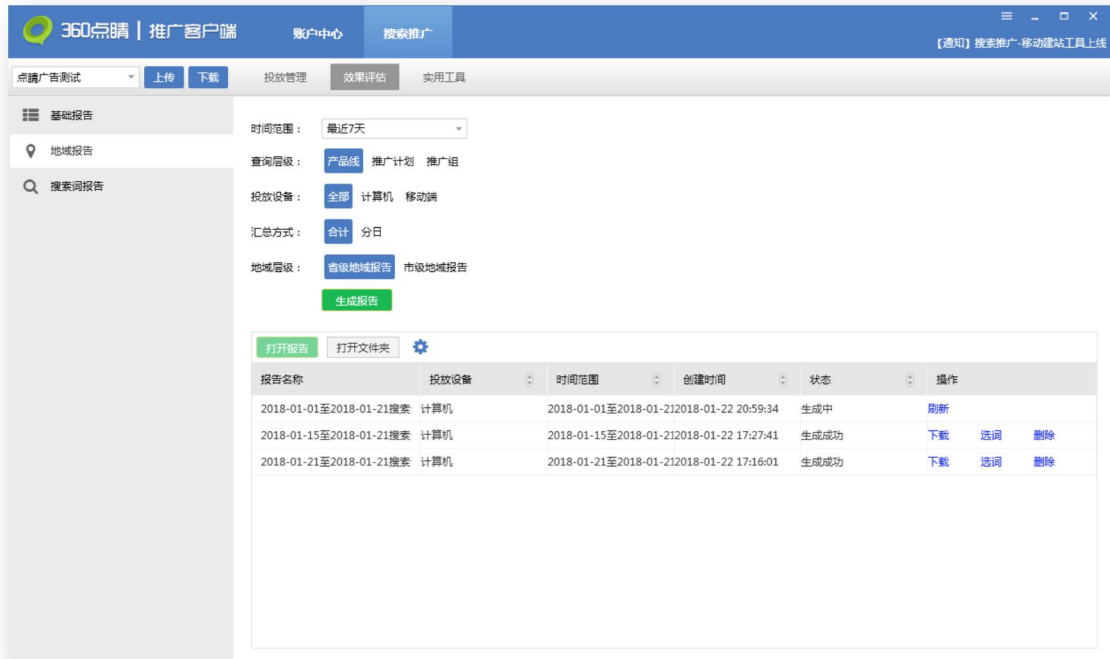 360点睛 | 推广客户端
账户中心 搜索推广
【通知】搜索推广-移动建站工具上线
点睛广告测试 上传 下载 投放管理 效果评估 实用工具
基础报告
地域报告
搜索词报告
时间范围： 最近7天
查询层级： 产品线 推广计划 推广组
投放设备： 全部 计算机 移动端
汇总方式： 合计 分日
地域层级： 省级地域报告 市级地域报告
生成报告
打开报告 打开文件夹
报告名称 投放设备 时间范围 创建时间 状态 操作
2018-01-01至2018-01-21搜索 计算机 2018-01-01至2018-01-21 2018-01-22 20:59:34 生成中 刷新
2018-01-15至2018-01-21搜索 计算机 2018-01-15至2018-01-21 2018-01-22 17:27:41 生成成功 下载 选词 删除
2018-01-21至2018-01-21搜索 计算机 2018-01-21至2018-01-21 2018-01-22 17:16:01 生成成功 下载 选词 删除